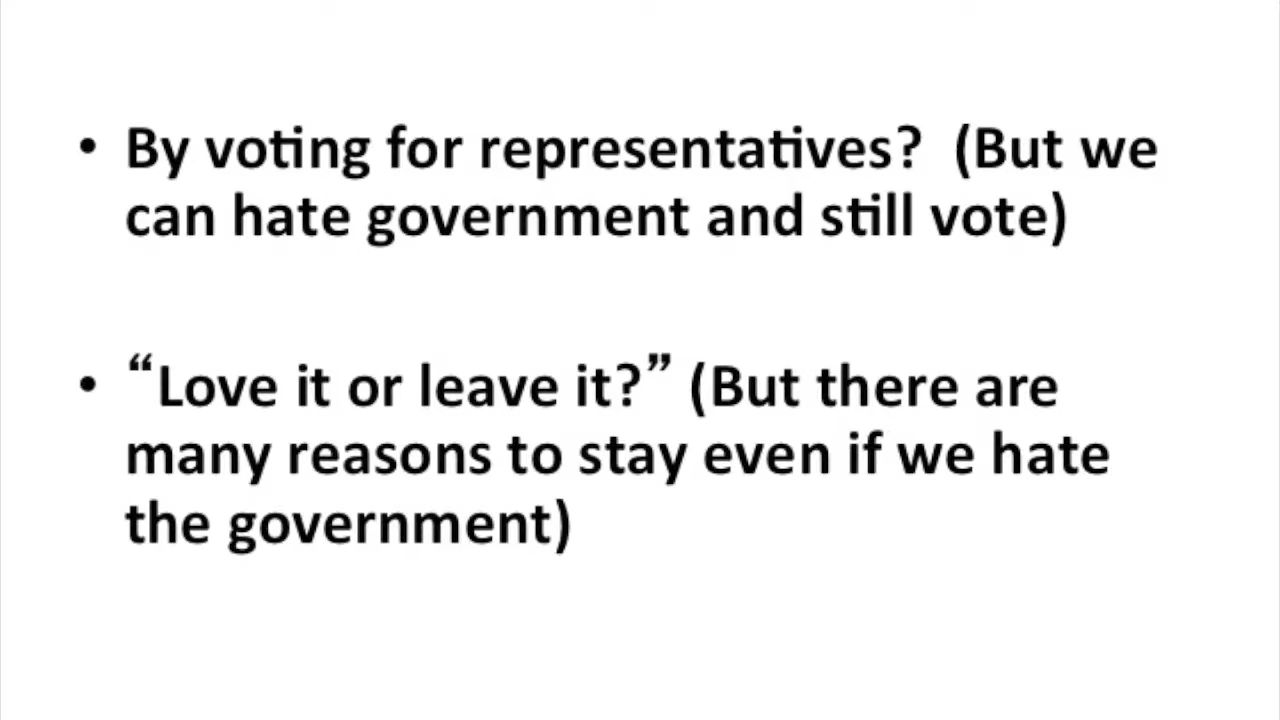 • By voting for representatives?  (But we
can hate government and still vote)
• “Love it or leave it?” (But there are
many reasons to stay even if we hate
the government)